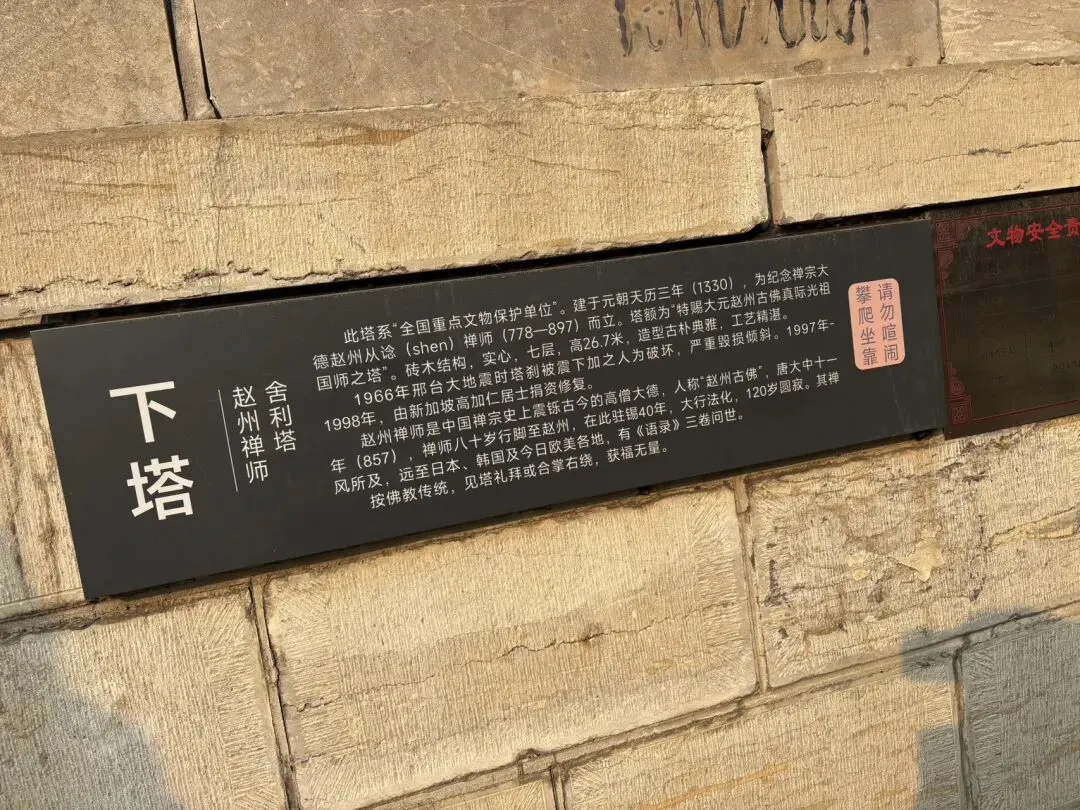 下塔
赵州禅师
舍利塔
此塔系“全国重点文物保护单位”。建于元朝天历三年（1330），为纪念禅宗大
德赵州从谂（shen）禅师（778—897）而立。塔额为“特赐大元赵州古佛真际光祖
国师之塔”。砖木结构，实心，七层，高26.7米，造型古朴典雅，工艺精湛。
1966年邢台大地震时塔刹被震下加之人为破坏，严重毁损倾斜。1997年-
1998年，由新加坡高加仁居士捐资修复。
赵州禅师是中国禅宗史上震铄古今的高僧大德，人称“赵州古佛”，唐大中十一
年（857），禅师八十岁行脚至赵州，在此驻锡40年，大行法化，120岁圆寂。其禅
风所及，远至日本、韩国及今日欧美各地，有《语录》三卷问世。
按佛教传统，见塔礼拜或合掌右绕，获福无量。
请勿喧闹
攀爬坐靠
文物安全责